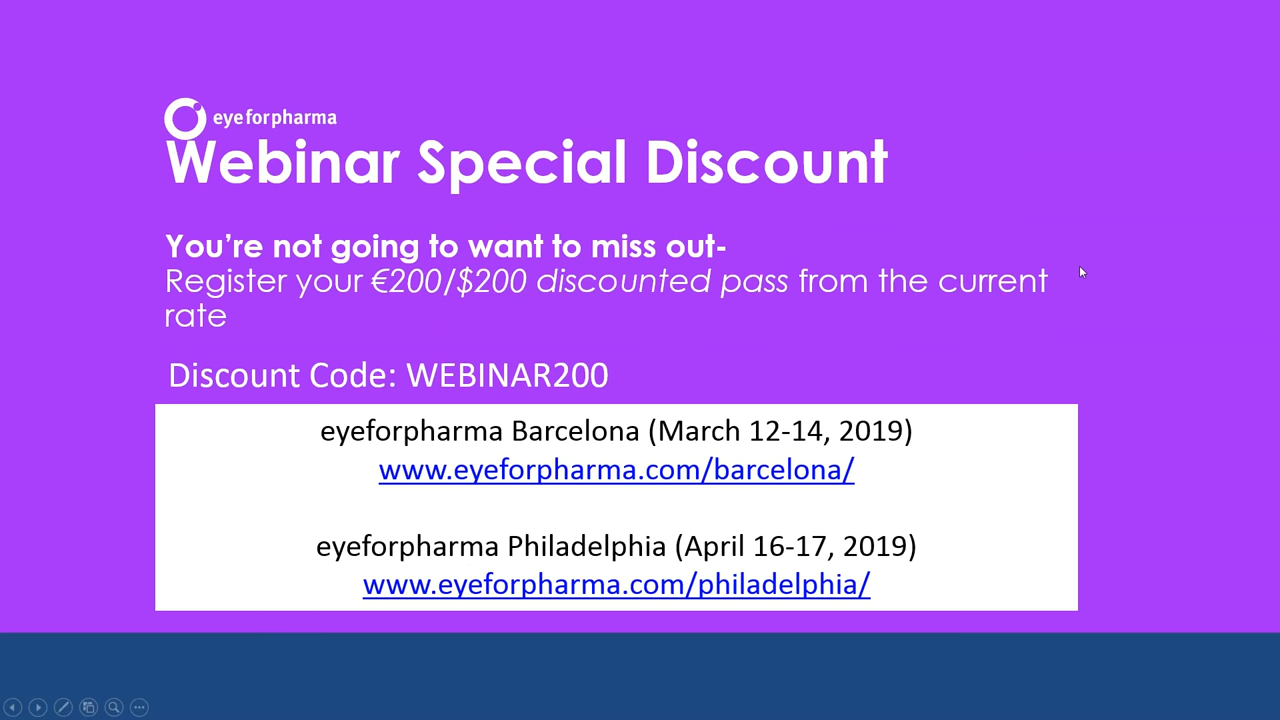 eyeforpharma
Webinar Special Discount
You’re not going to want to miss out-
Register your €200/$200 discounted pass from the current
rate
Discount Code: WEBINAR200
eyeforpharma Barcelona (March 12-14, 2019)
www.eyeforpharma.com/barcelona/
eyeforpharma Philadelphia (April 16-17, 2019)
www.eyeforpharma.com/philadelphia/